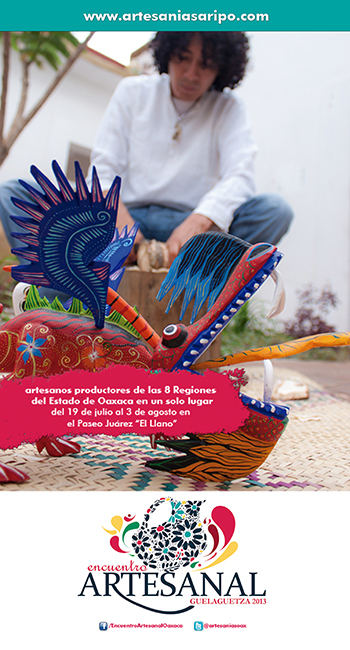 www.artesaniasaripo.com
artesanos productores de las 8 Regiones
del Estado de Oaxaca en un solo lugar
del 19 de julio al 3 de agosto en
el Paseo Juárez "El Llano"
encuentro
ARTESANAL
GUELAGUETZA 2013
/EncuentroArtesanalOaxaca
@artesaniasoax